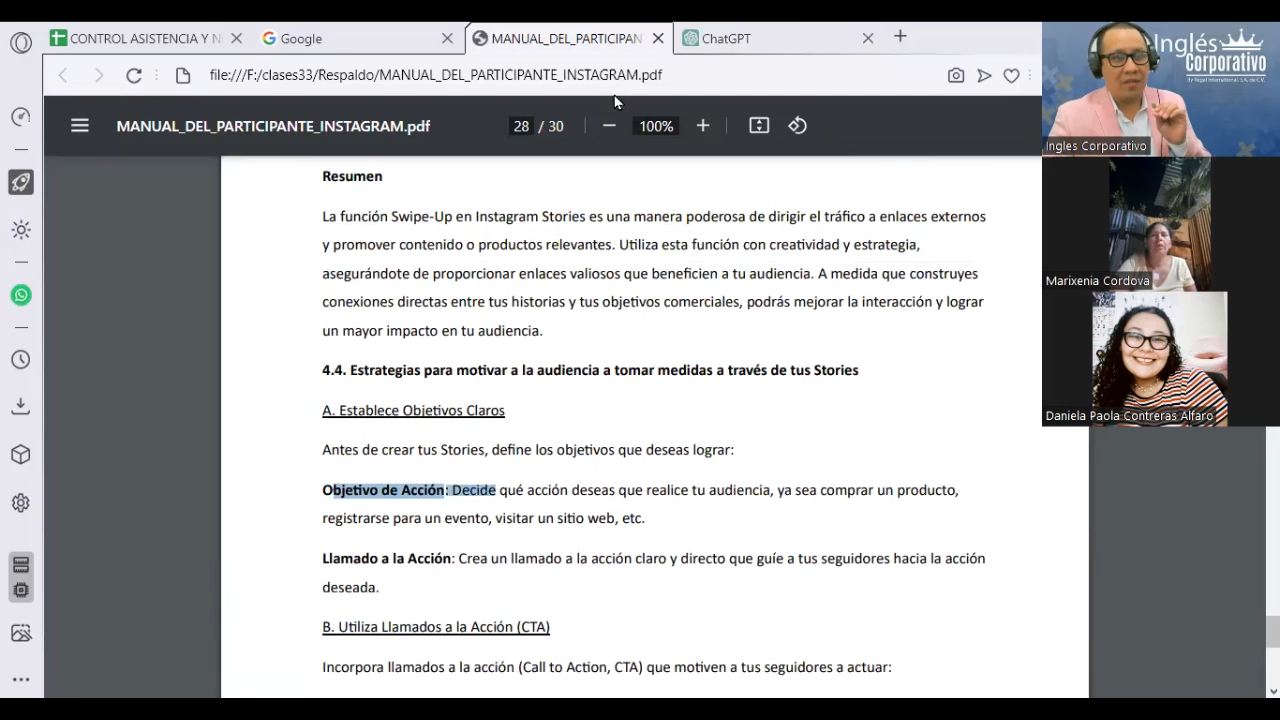 CONTROL ASISTENCIA Y N
Google
MANUAL_DEL_PARTICIPAN
ChatGPT
file:///F:/clases33/Respaldo/MANUAL_DEL_PARTICIPANTE_INSTAGRAM.pdf
MANUAL_DEL_PARTICIPANTE_INSTAGRAM.pdf
28 / 30
100%
Resumen
La función Swipe-Up en Instagram Stories es una manera poderosa de dirigir el tráfico a enlaces externos
y promover contenido o productos relevantes. Utiliza esta función con creatividad y estrategia,
asegurándote de proporcionar enlaces valiosos que beneficien a tu audiencia. A medida que construyes
conexiones directas entre tus historias y tus objetivos comerciales, podrás mejorar la interacción y lograr
un mayor impacto en tu audiencia.
4.4. Estrategias para motivar a la audiencia a tomar medidas a través de tus Stories
A. Establece Objetivos Claros
Antes de crear tus Stories, define los objetivos que deseas lograr:
Objetivo de Acción: Decide qué acción deseas que realice tu audiencia, ya sea comprar un producto,
registrarse para un evento, visitar un sitio web, etc.
Llamado a la Acción: Crea un llamado a la acción claro y directo que guíe a tus seguidores hacia la acción
deseada.
B. Utiliza Llamados a la Acción (CTA)
Incorpora llamados a la acción (Call to Action, CTA) que motiven a tus seguidores a actuar:
Inglés
Corporativo
By Regal International, S.A. de C.V.
Ingles Corporativo
Marixenia Cordova
Daniela Paola Contreras Alfaro